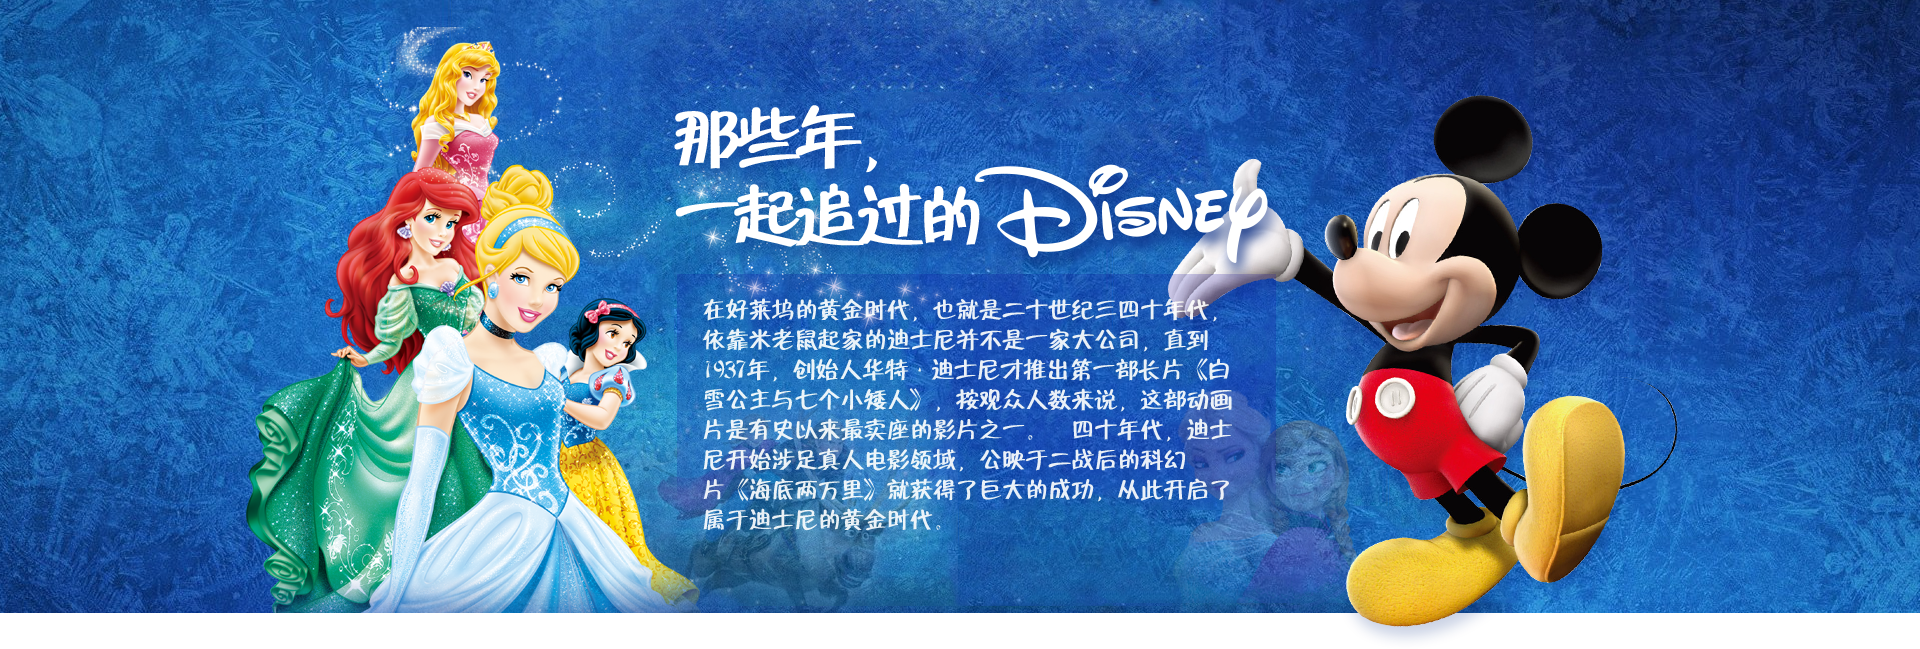 那些年，
一起追过的 DISNEY
在好莱坞的黄金时代，也就是二十世纪三四十年代，
依靠米老鼠起家的迪士尼并不是一家大公司，直到
1937年，创始人华特·迪士尼才推出第一部长片《白
雪公主与七个小矮人》，按观众人数来说，这部动画
片是有史以来最卖座的影片之一。 四十年代，迪士
尼开始涉足真人电影领域，公映于二战后的科幻
片《海底两万里》就获得了巨大的成功，从此开启了
属于迪士尼的黄金时代。